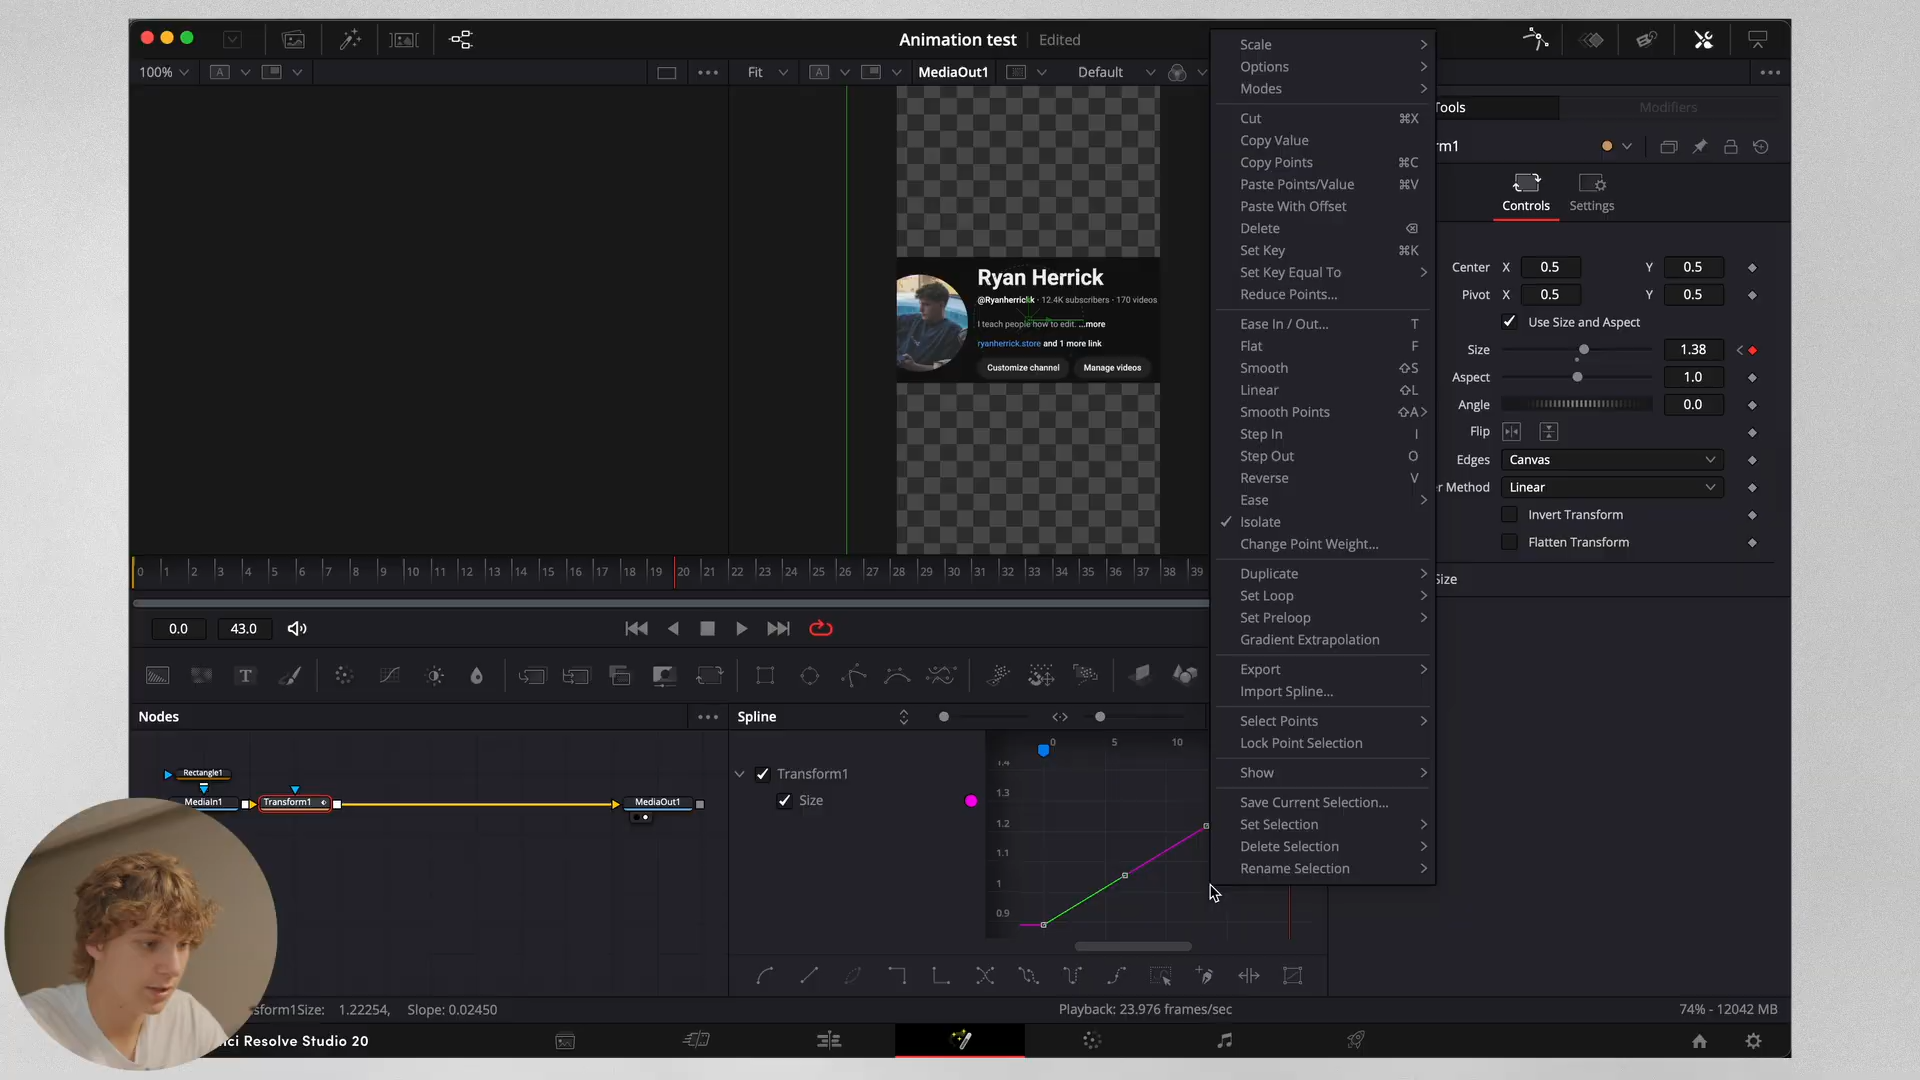 Animation test
Edited
100%
A
Fit
A
MediaOut1
Default
Scale
Options
Modes
Cut ⌘X
Copy Value
Copy Points ⌘C
Paste Points/Value ⌘V
Paste With Offset
Delete ⌫
Set Key ⌘K
Set Key Equal To
Reduce Points...
Ease In / Out... T
Flat F
Smooth ⇧S
Linear ⇧L
Smooth Points ⇧A
Step In I
Step Out O
Reverse V
Ease
Isolate
Change Point Weight...
Duplicate
Set Loop
Set Preloop
Gradient Extrapolation
Export
Import Spline...
Select Points
Lock Point Selection
Show
Save Current Selection...
Set Selection
Delete Selection
Rename Selection
Tools
Modifiers
rm1
Controls
Settings
Center X 0.5 Y 0.5
Pivot X 0.5 Y 0.5
Use Size and Aspect
Size 1.38
Aspect 1.0
Angle 0.0
Flip
Edges Canvas
r Method Linear
Invert Transform
Flatten Transform
Size
Ryan Herrick
@Ryanherrickk · 12.4K subscribers · 170 videos
I teach people how to edit. ...more
ryanherrick.store and 1 more link
Customize channel
Manage videos
0 1 2 3 4 5 6 7 8 9 10 11 12 13 14 15 16 17 18 19 20 21 22 23 24 25 26 27 28 29 30 31 32 33 34 35 36 37 38 39
0.0
43.0
T
Nodes
Spline
Rectangle1
MediaIn1
Transform1
MediaOut1
Transform1
Size
0 5 10
1.4
1.3
1.2
1.1
1
0.9
sform1Size: 1.22254, Slope: 0.02450
Playback: 23.976 frames/sec
74% - 12042 MB
ci Resolve Studio 20